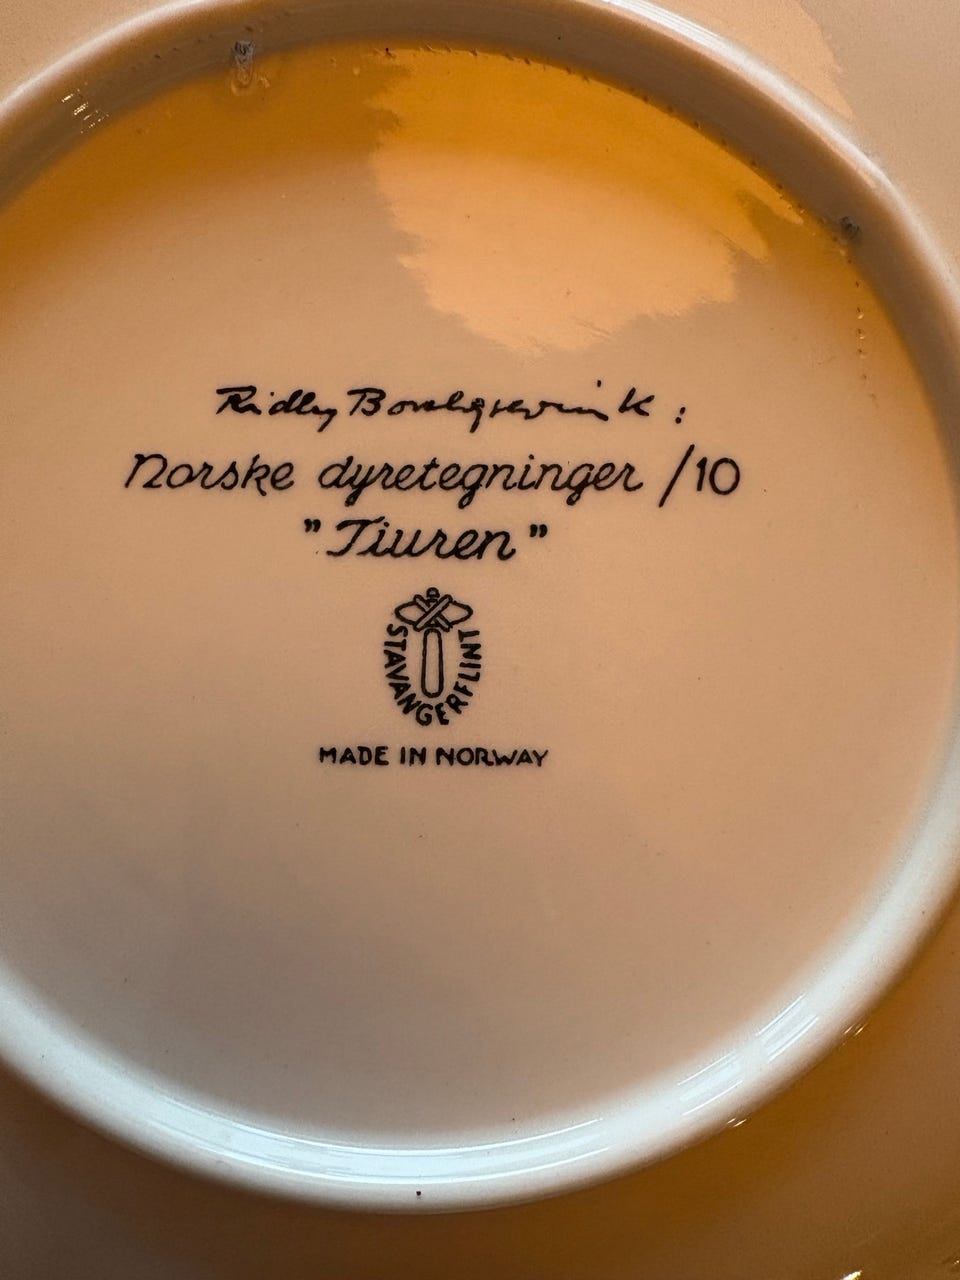 Ridley Borchgrevink :
Norske dyretegninger /10
"Tiuren"
STAVANGERFLINT
MADE IN NORWAY